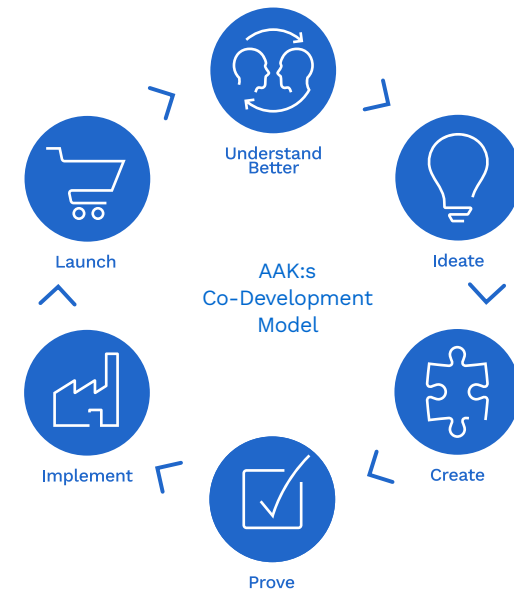 Understand
Better
Launch
Ideate
AAK:s
Co-Development
Model
Implement
Create
Prove